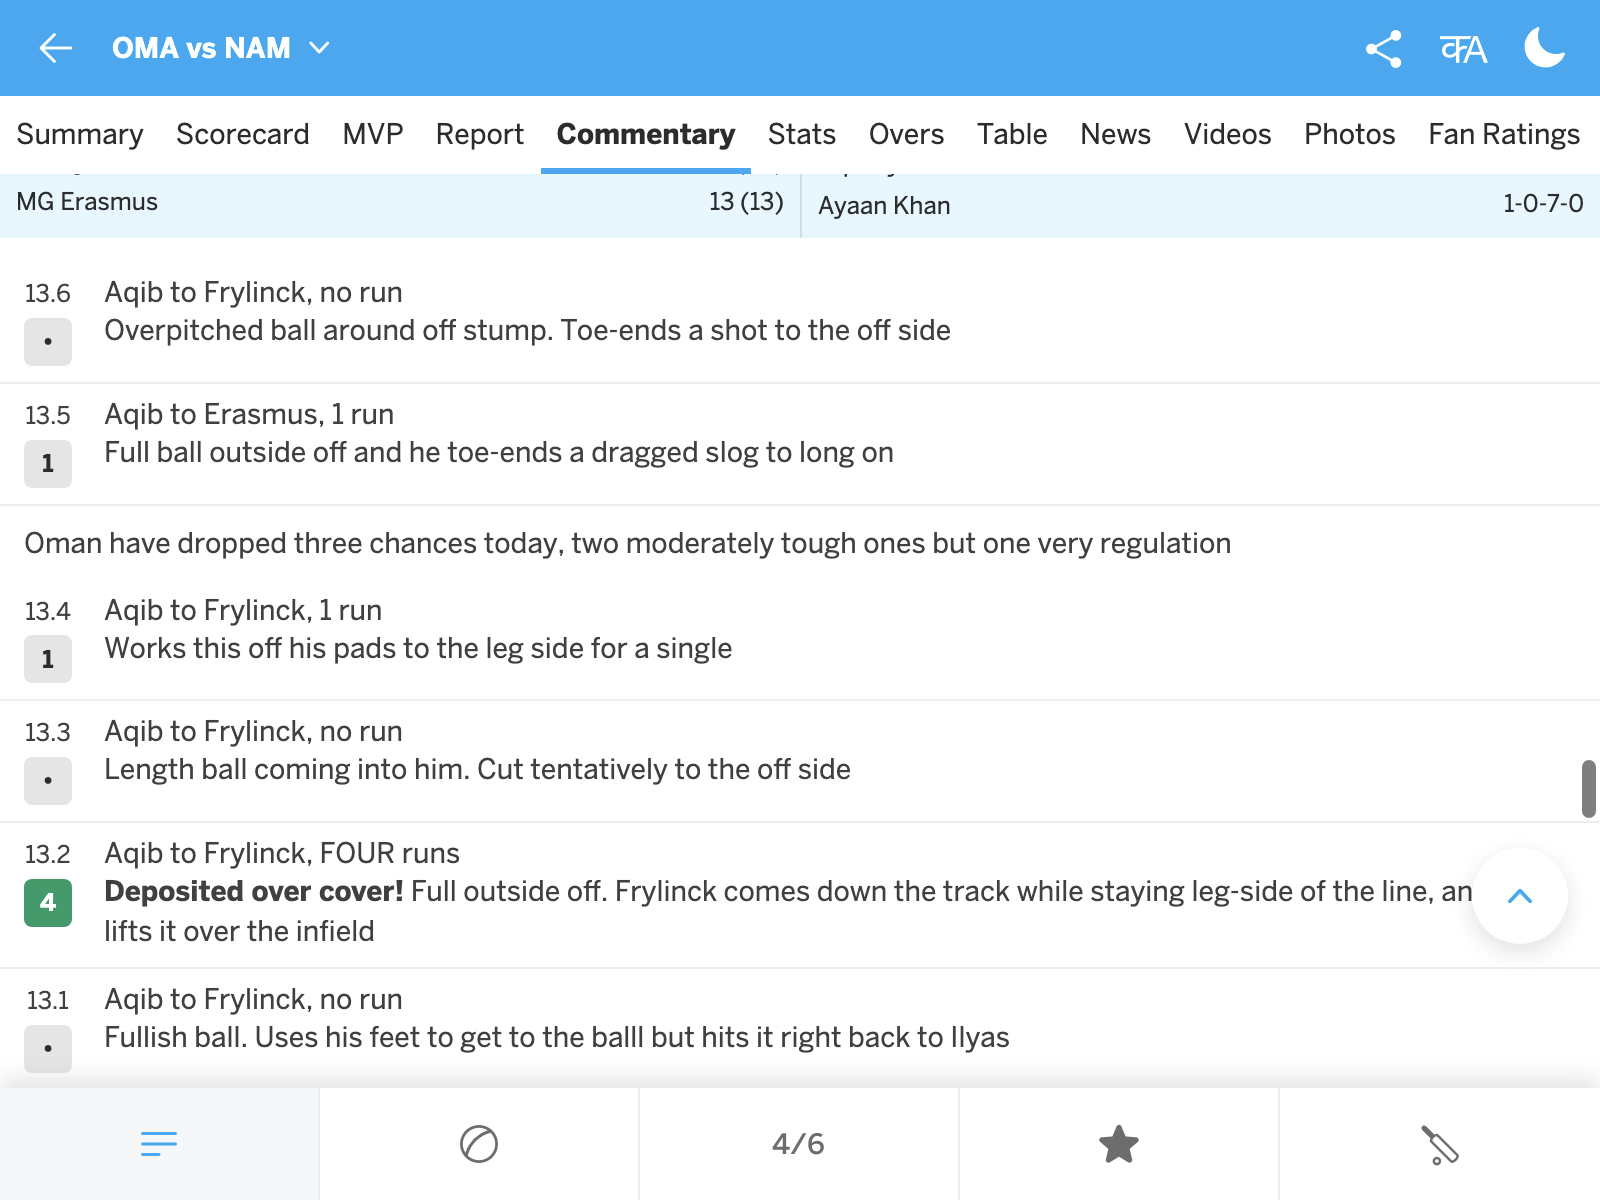 OMA vs NAM
क A
Summary Scorecard MVP Report Commentary Stats Overs Table News Videos Photos Fan Ratings
MG Erasmus 13 (13) Ayaan Khan 1-0-7-0
13.6 Aqib to Frylinck, no run
• Overpitched ball around off stump. Toe-ends a shot to the off side
13.5 Aqib to Erasmus, 1 run
1 Full ball outside off and he toe-ends a dragged slog to long on
Oman have dropped three chances today, two moderately tough ones but one very regulation
13.4 Aqib to Frylinck, 1 run
1 Works this off his pads to the leg side for a single
13.3 Aqib to Frylinck, no run
• Length ball coming into him. Cut tentatively to the off side
13.2 Aqib to Frylinck, FOUR runs
4 Deposited over cover! Full outside off. Frylinck comes down the track while staying leg-side of the line, an
lifts it over the infield
13.1 Aqib to Frylinck, no run
• Fullish ball. Uses his feet to get to the balll but hits it right back to Ilyas
4/6